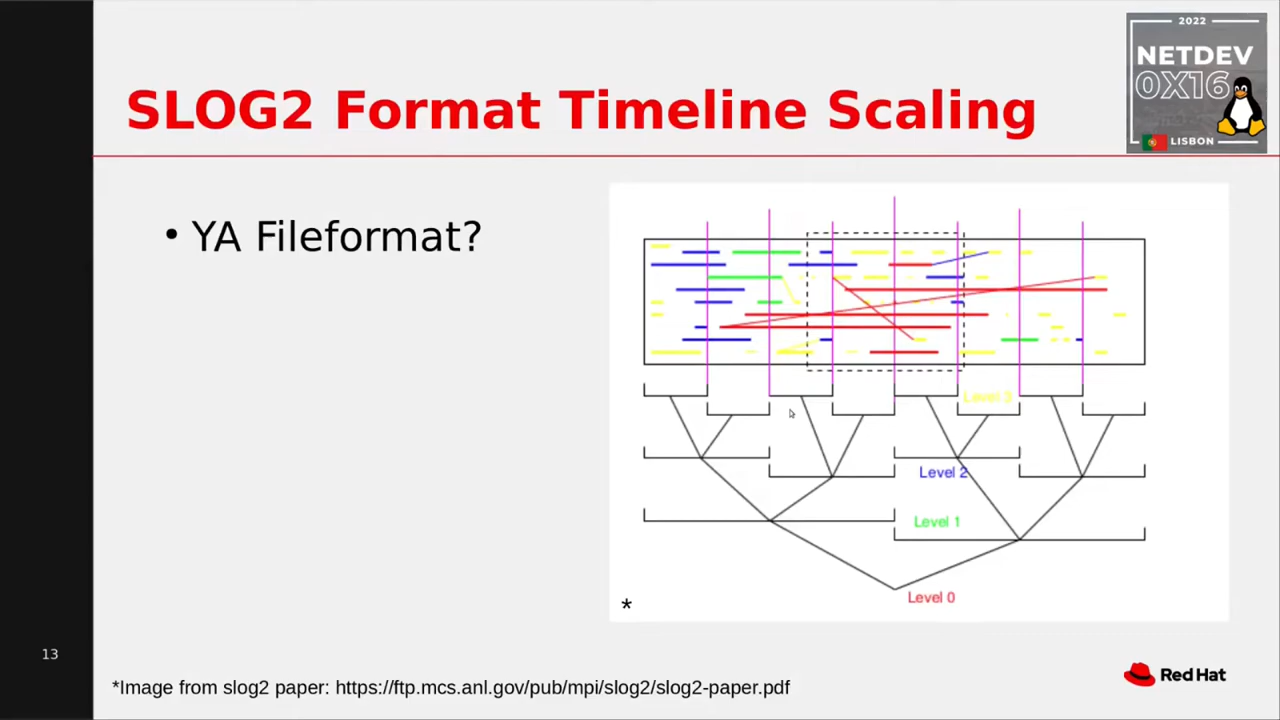 2022
NETDEV
0X16
LISBON
SLOG2 Format Timeline Scaling
• YA Fileformat?
Level 3
Level 2
Level 1
Level 0
*
13
*Image from slog2 paper: https://ftp.mcs.anl.gov/pub/mpi/slog2/slog2-paper.pdf
Red Hat